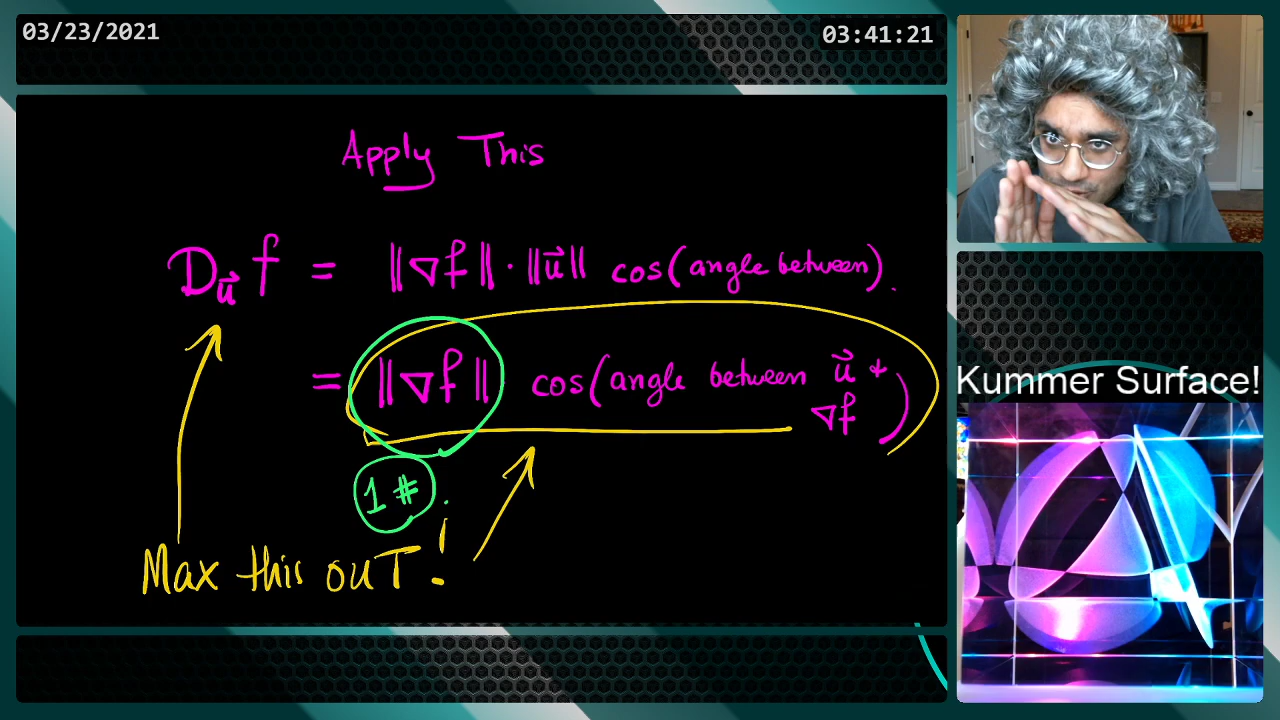 03/23/2021
03:41:21
Apply This
D_u⃗ f = ‖∇f‖ · ‖u⃗‖ cos(angle between).
= ‖∇f‖ cos(angle between u⃗ &
∇f)
1 #
Max this out!
Kummer Surface!